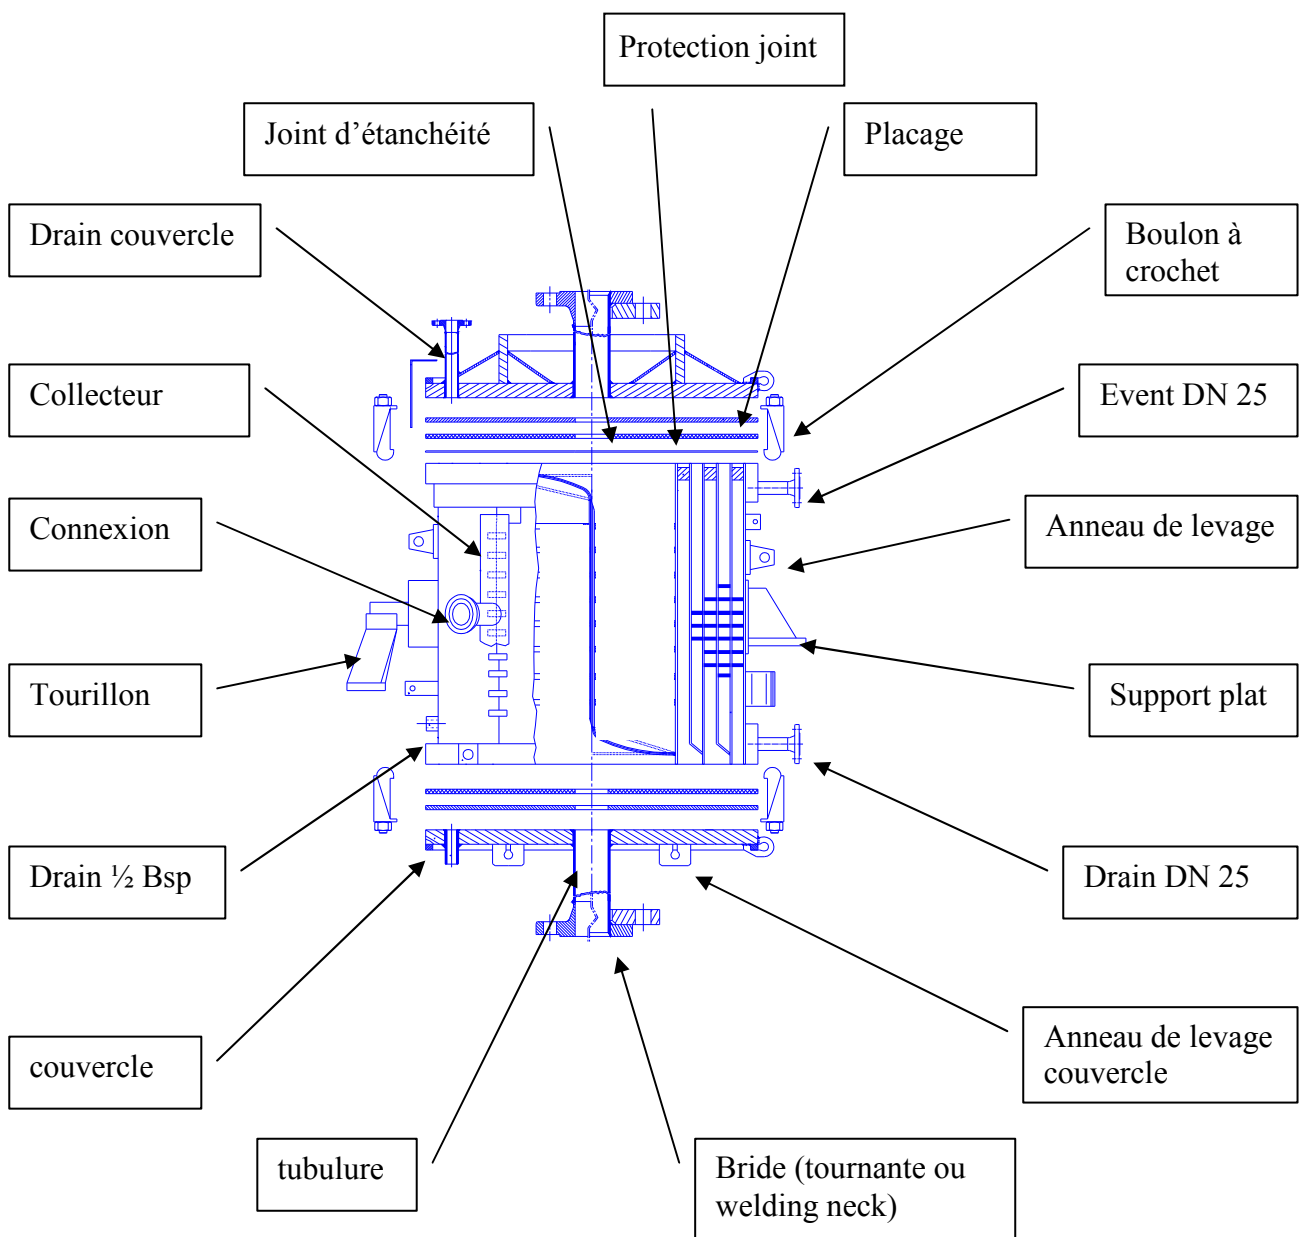 Protection joint
Joint d’étanchéité
Placage
Drain couvercle
Boulon à
crochet
Collecteur
Event DN 25
Connexion
Anneau de levage
Tourillon
Support plat
Drain ½ Bsp
Drain DN 25
couvercle
Anneau de levage
couvercle
tubulure
Bride (tournante ou
welding neck)